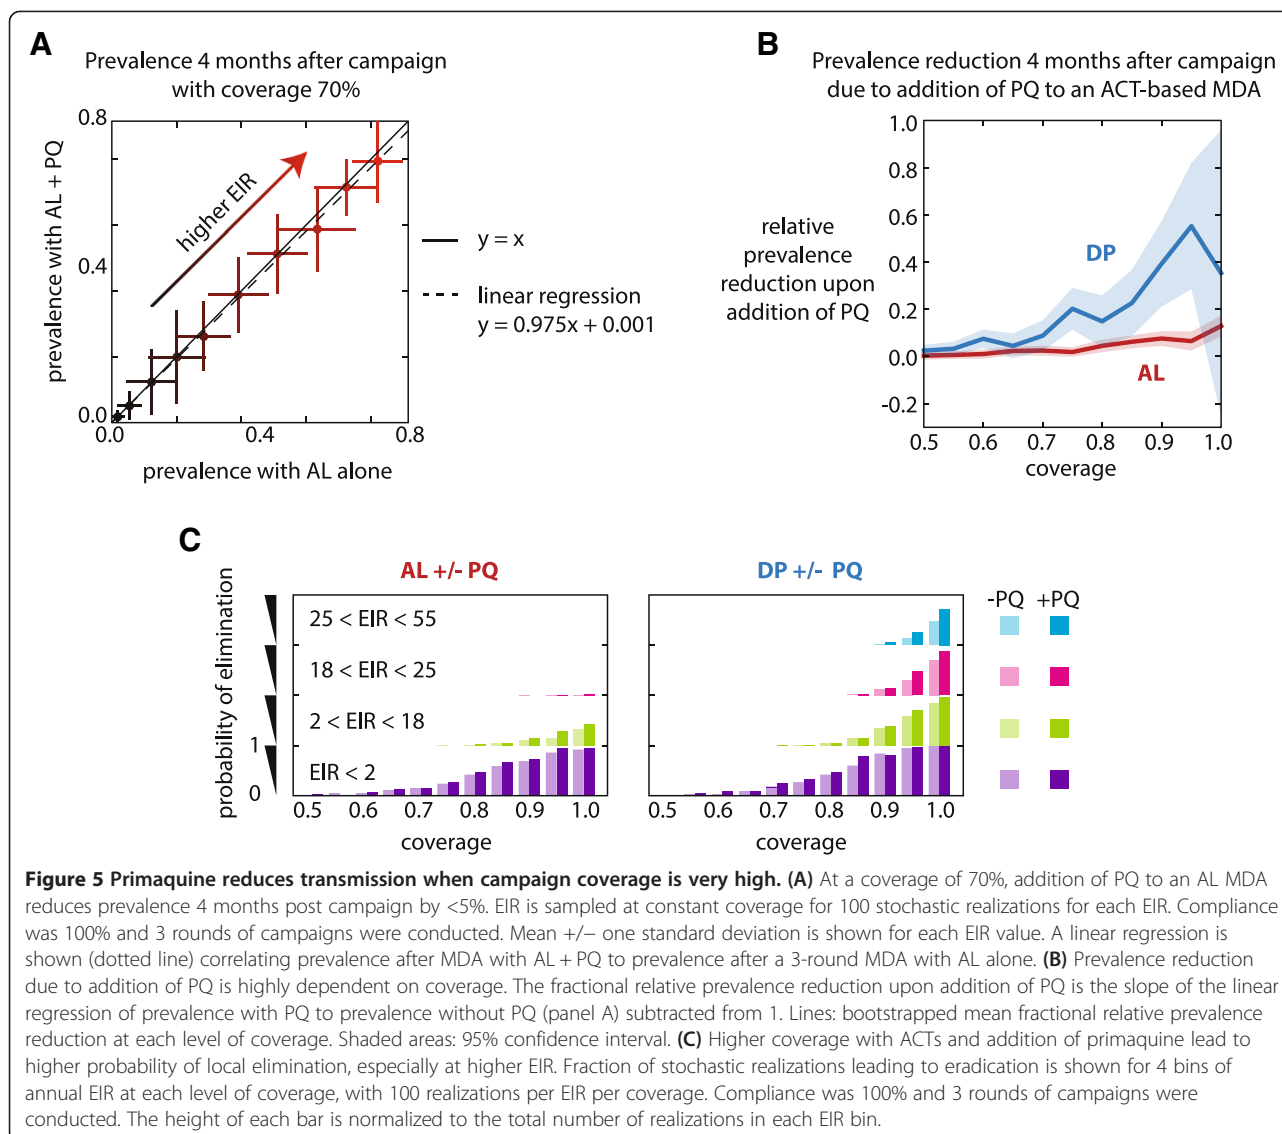 A
Prevalence 4 months after campaign
with coverage 70%
0.8
0.4
0.0
prevalence with AL + PQ
higher EIR
0.0
0.4
0.8
prevalence with AL alone
y = x
linear regression
y = 0.975x + 0.001
B
Prevalence reduction 4 months after campaign
due to addition of PQ to an ACT-based MDA
relative
prevalence
reduction upon
addition of PQ
1.0
0.8
0.6
0.4
0.2
0.0
-0.2
DP
AL
0.5
0.6
0.7
0.8
0.9
1.0
coverage
C
probability of elimination
1
0
AL +/- PQ
25 < EIR < 55
18 < EIR < 25
2 < EIR < 18
EIR < 2
0.5
0.6
0.7
0.8
0.9
1.0
coverage
DP +/- PQ
0.5
0.6
0.7
0.8
0.9
1.0
coverage
-PQ +PQ
Figure 5 Primaquine reduces transmission when campaign coverage is very high. (A) At a coverage of 70%, addition of PQ to an AL MDA
reduces prevalence 4 months post campaign by <5%. EIR is sampled at constant coverage for 100 stochastic realizations for each EIR. Compliance
was 100% and 3 rounds of campaigns were conducted. Mean +/− one standard deviation is shown for each EIR value. A linear regression is
shown (dotted line) correlating prevalence after MDA with AL + PQ to prevalence after a 3-round MDA with AL alone. (B) Prevalence reduction
due to addition of PQ is highly dependent on coverage. The fractional relative prevalence reduction upon addition of PQ is the slope of the linear
regression of prevalence with PQ to prevalence without PQ (panel A) subtracted from 1. Lines: bootstrapped mean fractional relative prevalence
reduction at each level of coverage. Shaded areas: 95% confidence interval. (C) Higher coverage with ACTs and addition of primaquine lead to
higher probability of local elimination, especially at higher EIR. Fraction of stochastic realizations leading to eradication is shown for 4 bins of
annual EIR at each level of coverage, with 100 realizations per EIR per coverage. Compliance was 100% and 3 rounds of campaigns were
conducted. The height of each bar is normalized to the total number of realizations in each EIR bin.